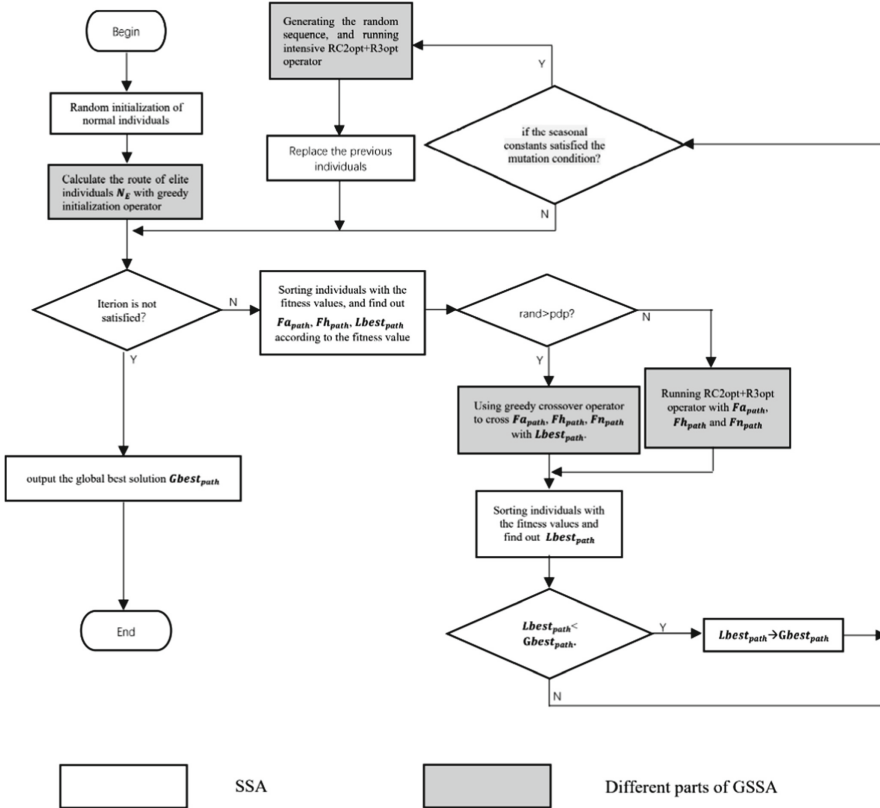 Begin
Random initialization of
normal individuals
Calculate the route of elite
individuals N_E with greedy
initialization operator
Generating the random
sequence, and running
intensive RC2opt+R3opt
operator
Replace the previous
individuals
Y
if the seasonal
constants satisfied the
mutation condition?
N
Iterion is not
satisfied?
N
Y
Sorting individuals with the
fitness values, and find out
Fa_path, Fh_path, Lbest_path
according to the fitness value
rand>pdp?
N
Y
Using greedy crossover operator
to cross Fa_path, Fh_path, Fn_path
with Lbest_path.
Running RC2opt+R3opt
operator with Fa_path,
Fh_path and Fn_path
output the global best solution Gbest_path
Sorting individuals with
the fitness values and
find out Lbest_path
End
Lbest_path<
Gbest_path.
Y
Lbest_path→Gbest_path
N
SSA
Different parts of GSSA